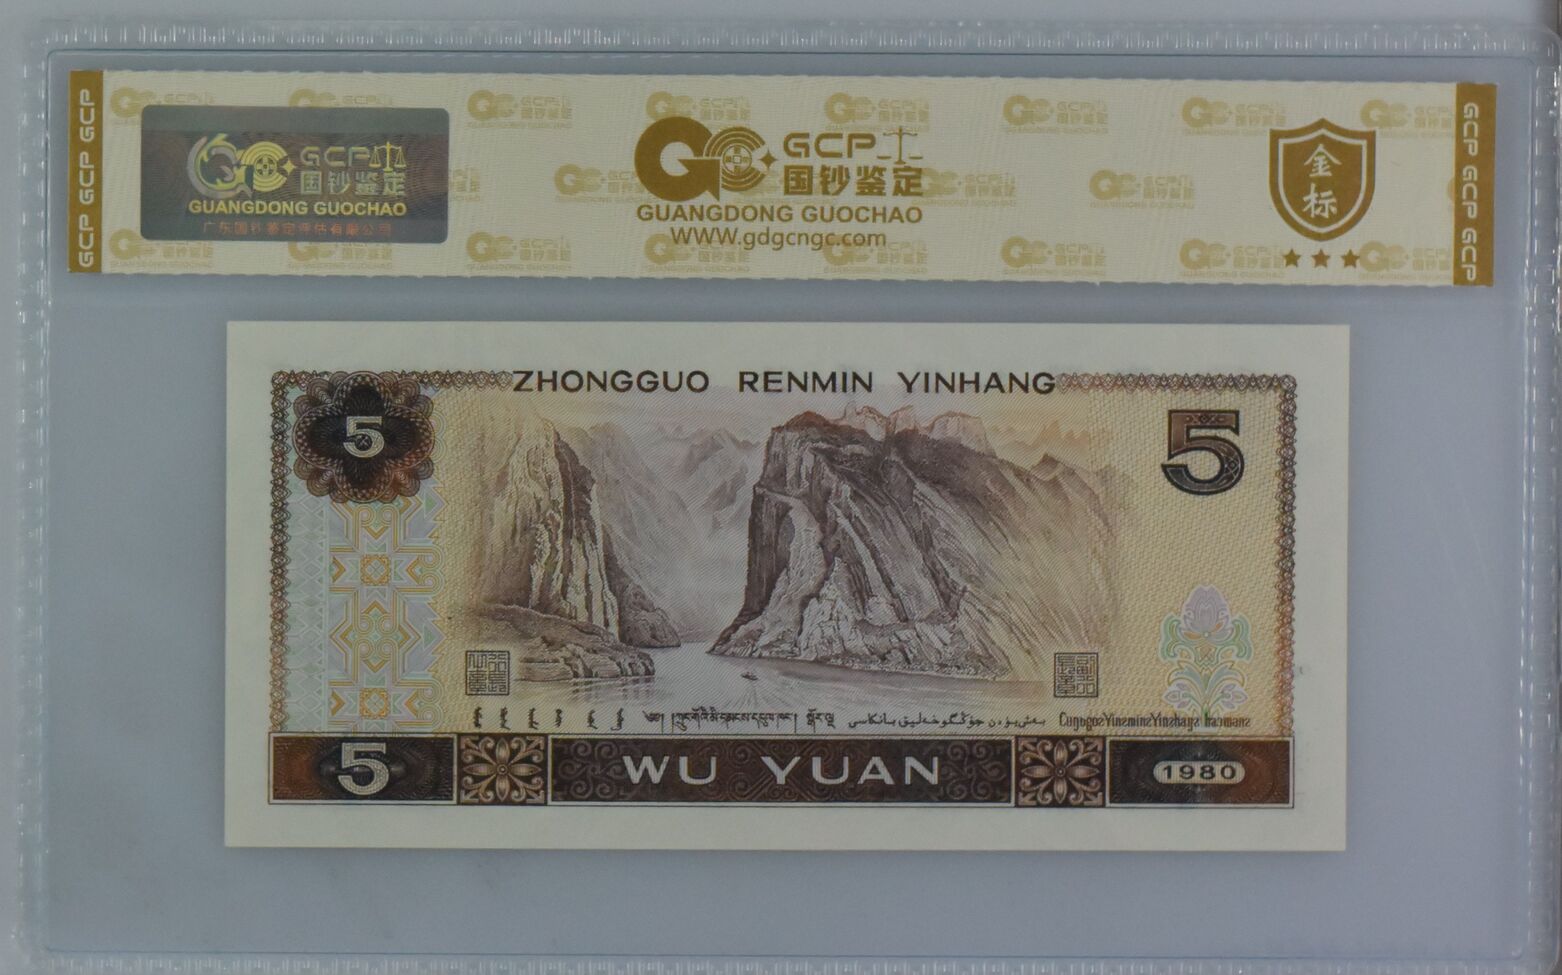 GCP GCP GCP
GCP
国钞鉴定
GUANGDONG GUOCHAO
广东国钞鉴定评估有限公司
GCP
国钞鉴定
GUANGDONG GUOCHAO
WWW.gdgcngc.com
金标
GCP GCP GCP
ZHONGGUO RENMIN YINHANG
5
5
5
WU YUAN
1980